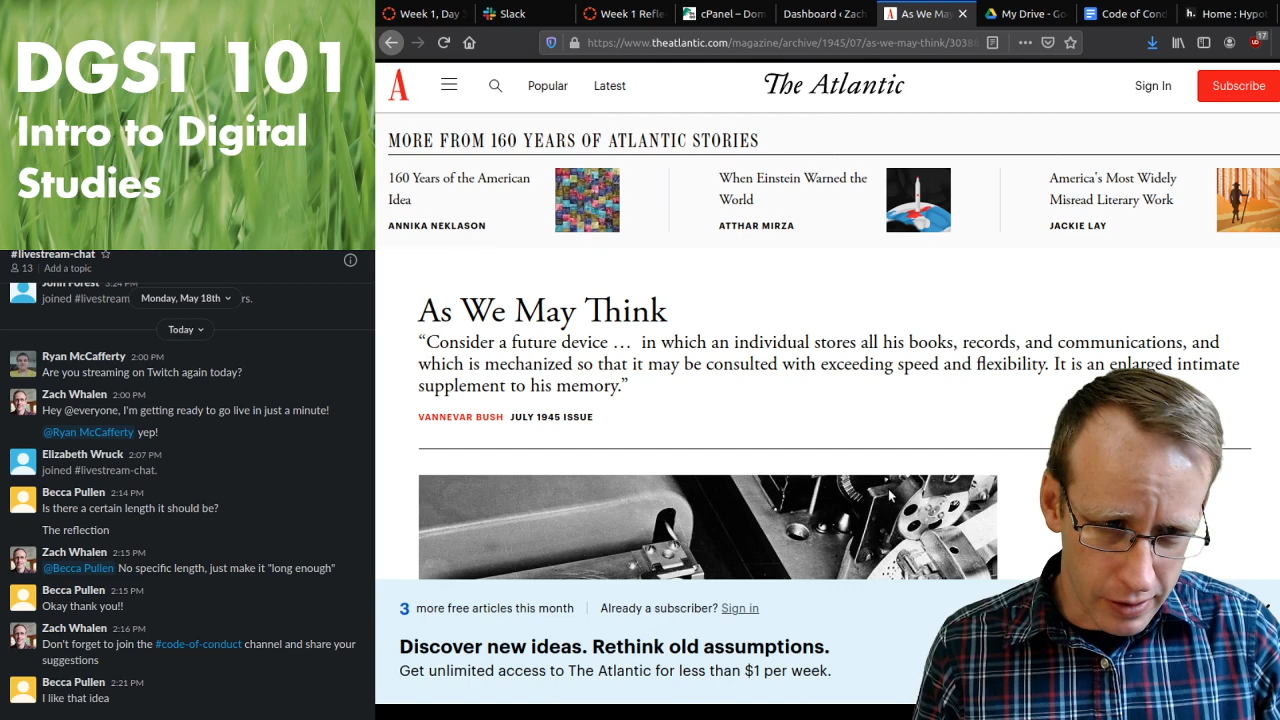 DGST 101
Intro to Digital
Studies
#livestream-chat
13 | Add a topic
John Forest 3:24 PM
joined #livestream
rs.
Monday, May 18th
Today
Ryan McCafferty 2:00 PM
Are you streaming on Twitch again today?
Zach Whalen 2:00 PM
Hey @everyone, I'm getting ready to go live in just a minute!
@Ryan McCafferty yep!
Elizabeth Wruck 2:07 PM
joined #livestream-chat.
Becca Pullen 2:14 PM
Is there a certain length it should be?
The reflection
Zach Whalen 2:15 PM
@Becca Pullen No specific length, just make it "long enough"
Becca Pullen 2:15 PM
Okay thank you!!
Zach Whalen 2:16 PM
Don't forget to join the #code-of-conduct channel and share your
suggestions
Becca Pullen 2:21 PM
I like that idea
Week 1, Day 3
Slack
Week 1 Refle
cPanel – Dom
Dashboard ‹ Zach
As We May
My Drive - Go
Code of Cond
Home : Hypot
https://www.theatlantic.com/magazine/archive/1945/07/as-we-may-think/30388
17
A
Popular
Latest
The Atlantic
Sign In
Subscribe
MORE FROM 160 YEARS OF ATLANTIC STORIES
160 Years of the American
Idea
ANNIKA NEKLASON
When Einstein Warned the
World
ATTHAR MIRZA
America's Most Widely
Misread Literary Work
JACKIE LAY
As We May Think
“Consider a future device … in which an individual stores all his books, records, and communications, and
which is mechanized so that it may be consulted with exceeding speed and flexibility. It is an enlarged intimate
supplement to his memory.”
VANNEVAR BUSH JULY 1945 ISSUE
3 more free articles this month | Already a subscriber? Sign in
Discover new ideas. Rethink old assumptions.
Get unlimited access to The Atlantic for less than $1 per week.